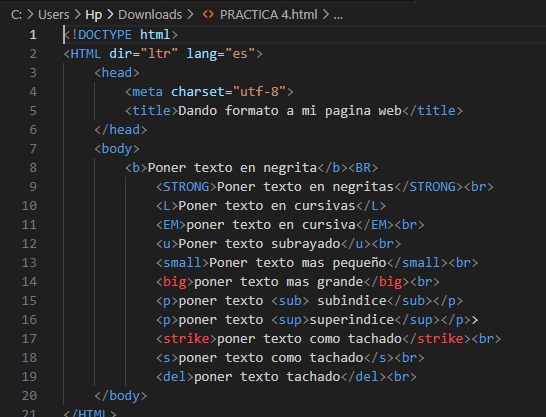 C: > Users > Hp > Downloads > <> PRACTICA 4.html > ...
1 <!DOCTYPE html>
2 <HTML dir="ltr" lang="es">
3 <head>
4 <meta charset="utf-8">
5 <title>Dando formato a mi pagina web</title>
6 </head>
7 <body>
8 <b>Poner texto en negrita</b><BR>
9 <STRONG>Poner texto en negritas</STRONG><br>
10 <L>Poner texto en cursivas</L>
11 <EM>poner texto en cursiva</EM><br>
12 <u>Poner texto subrayado</u><br>
13 <small>Poner texto mas pequeño</small><br>
14 <big>poner texto mas grande</big><br>
15 <p>poner texto <sub> subindice</sub></p>
16 <p>poner texto <sup>superindice</sup></p>>
17 <strike>poner texto como tachado</strike><br>
18 <s>poner texto como tachado</s><br>
19 <del>poner texto tachado</del><br>
20 </body>
21 </HTML>